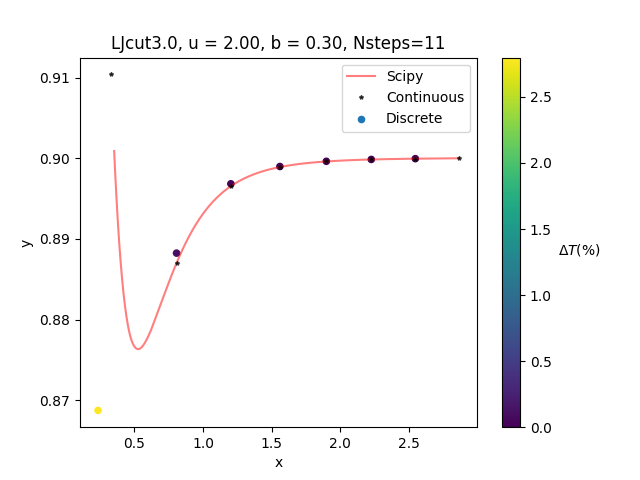 LJcut3.0, u = 2.00, b = 0.30, Nsteps=11
Scipy
Continuous
Discrete
0.91
0.90
0.89
0.88
0.87
y
0.5
1.0
1.5
2.0
2.5
x
2.5
2.0
1.5
1.0
0.5
0.0
ΔT(%)